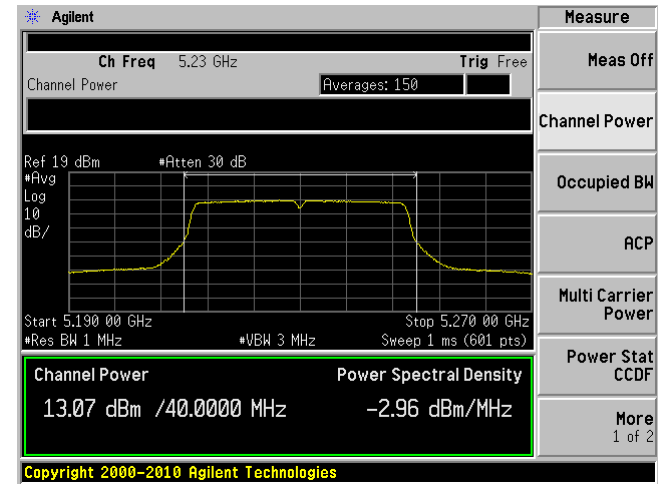 Agilent
Measure
Ch Freq 5.23 GHz Trig Free
Channel Power Averages: 150
Meas Off
Channel Power
Occupied BW
ACP
Multi Carrier
Power
Power Stat
CCDF
More
1 of 2
Ref 19 dBm #Atten 30 dB
#Avg
Log
10
dB/
Start 5.190 00 GHz Stop 5.270 00 GHz
#Res BW 1 MHz #VBW 3 MHz Sweep 1 ms (601 pts)
Channel Power Power Spectral Density
13.07 dBm /40.0000 MHz -2.96 dBm/MHz
Copyright 2000-2010 Agilent Technologies